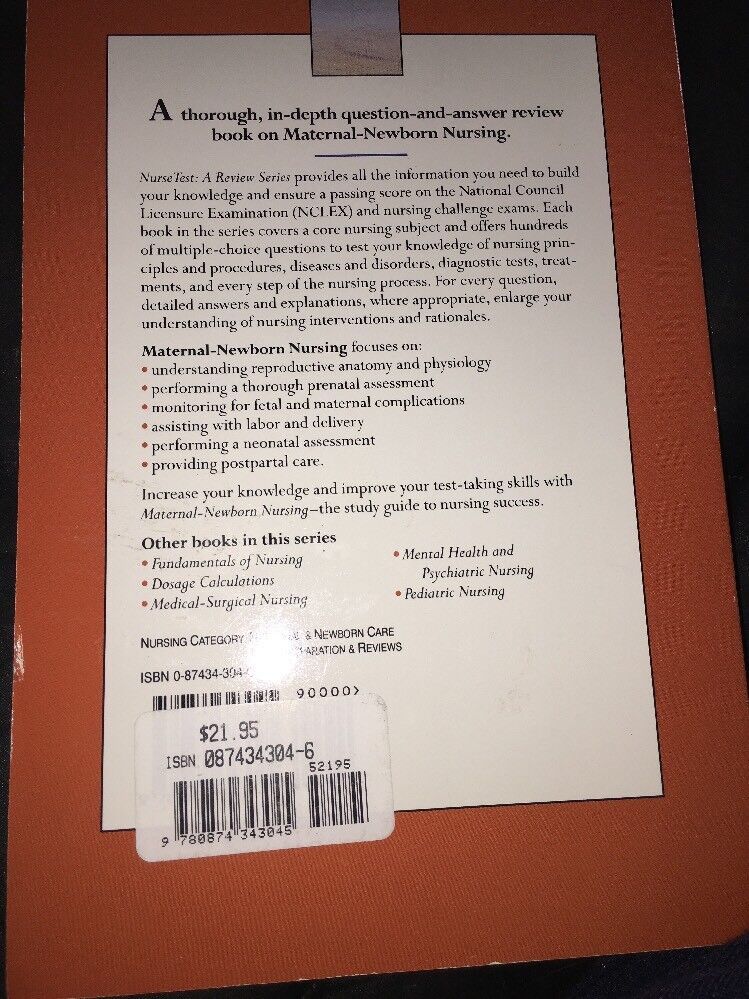 A thorough, in-depth question-and-answer review
book on Maternal-Newborn Nursing.
NurseTest: A Review Series provides all the information you need to build
your knowledge and ensure a passing score on the National Council
Licensure Examination (NCLEX) and nursing challenge exams. Each
book in the series covers a core nursing subject and offers hundreds
of multiple-choice questions to test your knowledge of nursing prin-
ciples and procedures, diseases and disorders, diagnostic tests, treat-
ments, and every step of the nursing process. For every question,
detailed answers and explanations, where appropriate, enlarge your
understanding of nursing interventions and rationales.
Maternal-Newborn Nursing focuses on:
• understanding reproductive anatomy and physiology
• performing a thorough prenatal assessment
• monitoring for fetal and maternal complications
• assisting with labor and delivery
• performing a neonatal assessment
• providing postpartal care.
Increase your knowledge and improve your test-taking skills with
Maternal-Newborn Nursing—the study guide to nursing success.
Other books in this series
• Fundamentals of Nursing
• Dosage Calculations
• Medical-Surgical Nursing
• Mental Health and
Psychiatric Nursing
• Pediatric Nursing
NURSING CATEGORY & NEWBORN CARE
& REVIEWS
ISBN 0-87434-304-
90000>
$21.95
ISBN 087434304-6
52195
9 780874 343045